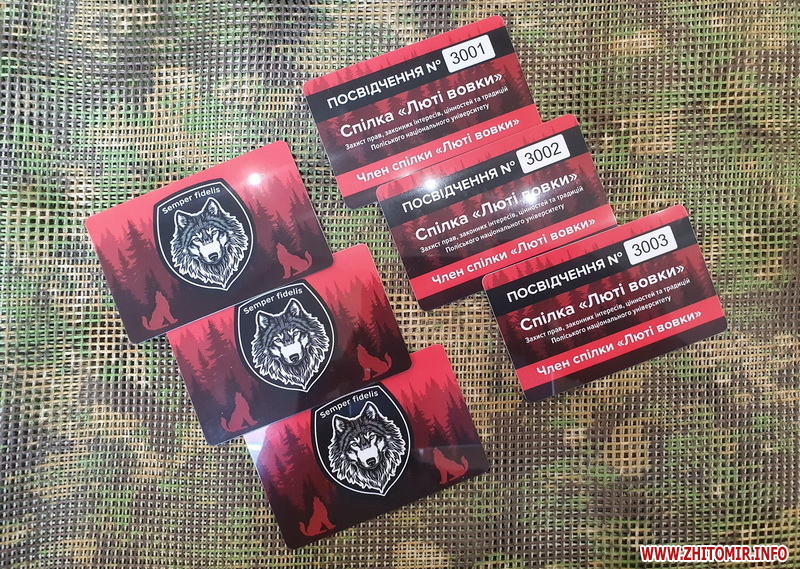 ПОСВІДЧЕННЯ № 3001
Спілка «Люті вовки»
Захист прав, законних інтересів, цінностей та традицій
Поліського національного університету
Член спілки «Люті вовки»
ПОСВІДЧЕННЯ № 3002
Спілка «Люті вовки»
Захист прав, законних інтересів, цінностей та традицій
Поліського національного університету
Член спілки «Люті вовки»
ПОСВІДЧЕННЯ № 3003
Спілка «Люті вовки»
Захист прав, законних інтересів, цінностей та традицій
Поліського національного університету
Член спілки «Люті вовки»
Semper fidelis
Semper fidelis
Semper fidelis
WWW.ZHITOMIR.INFO